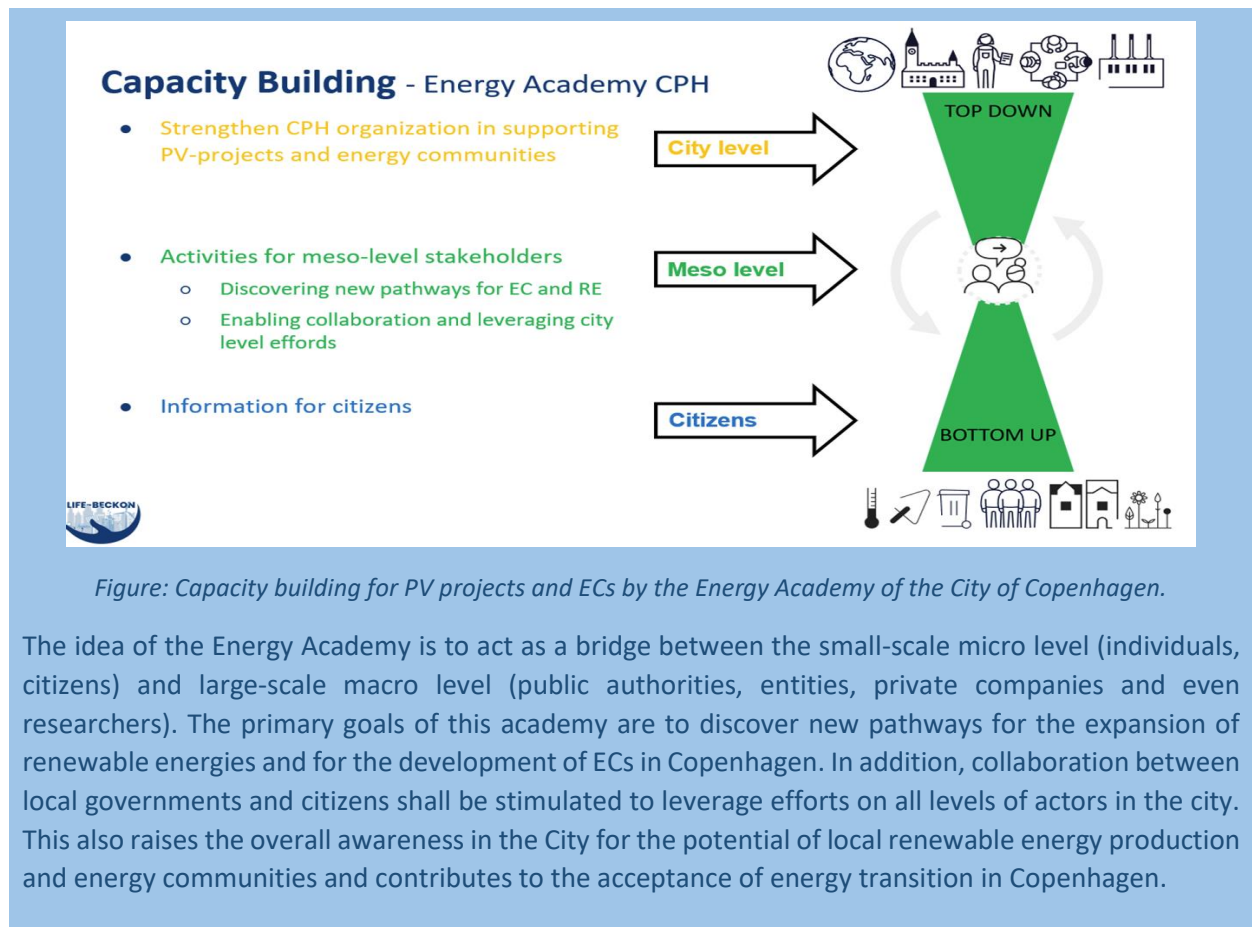 Capacity Building - Energy Academy CPH
● Strengthen CPH organization in supporting
PV-projects and energy communities
City level
TOP DOWN
● Activities for meso-level stakeholders
o Discovering new pathways for EC and RE
o Enabling collaboration and leveraging city
level effords
Meso level
● Information for citizens
Citizens
BOTTOM UP
LIFE-BECKON
Figure: Capacity building for PV projects and ECs by the Energy Academy of the City of Copenhagen.
The idea of the Energy Academy is to act as a bridge between the small-scale micro level (individuals,
citizens) and large-scale macro level (public authorities, entities, private companies and even
researchers). The primary goals of this academy are to discover new pathways for the expansion of
renewable energies and for the development of ECs in Copenhagen. In addition, collaboration between
local governments and citizens shall be stimulated to leverage efforts on all levels of actors in the city.
This also raises the overall awareness in the City for the potential of local renewable energy production
and energy communities and contributes to the acceptance of energy transition in Copenhagen.